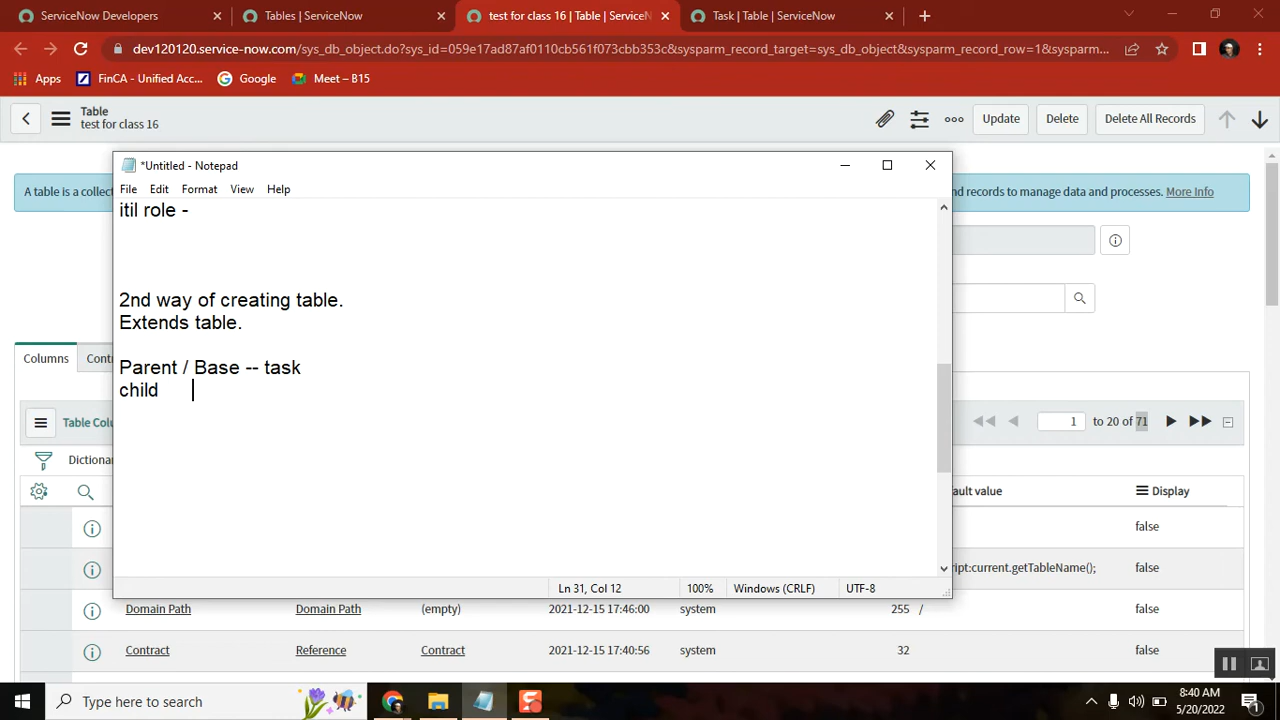 ServiceNow Developers
Tables | ServiceNow
test for class 16 | Table | ServiceN
Task | Table | ServiceNow
dev120120.service-now.com/sys_db_object.do?sys_id=059e17ad87af0110cb561f073cbb353c&sysparm_record_target=sys_db_object&sysparm_record_row=1&sysparm...
Apps
FinCA - Unified Acc...
Google
Meet – B15
Table
test for class 16
Update
Delete
Delete All Records
*Untitled - Notepad
A table is a collec
nd records to manage data and processes. More Info
File Edit Format View Help
itil role -
2nd way of creating table.
Extends table.
Parent / Base -- task
child
Columns
Cont
Table Colu
1 to 20 of 71
Dictionar
ault value
Display
false
ipt:current.getTableName();
false
Ln 31, Col 12
100%
Windows (CRLF)
UTF-8
Domain Path
Domain Path
(empty)
2021-12-15 17:46:00
system
255
/
false
Contract
Reference
Contract
2021-12-15 17:40:56
system
32
false
Type here to search
8:40 AM
5/20/2022
1